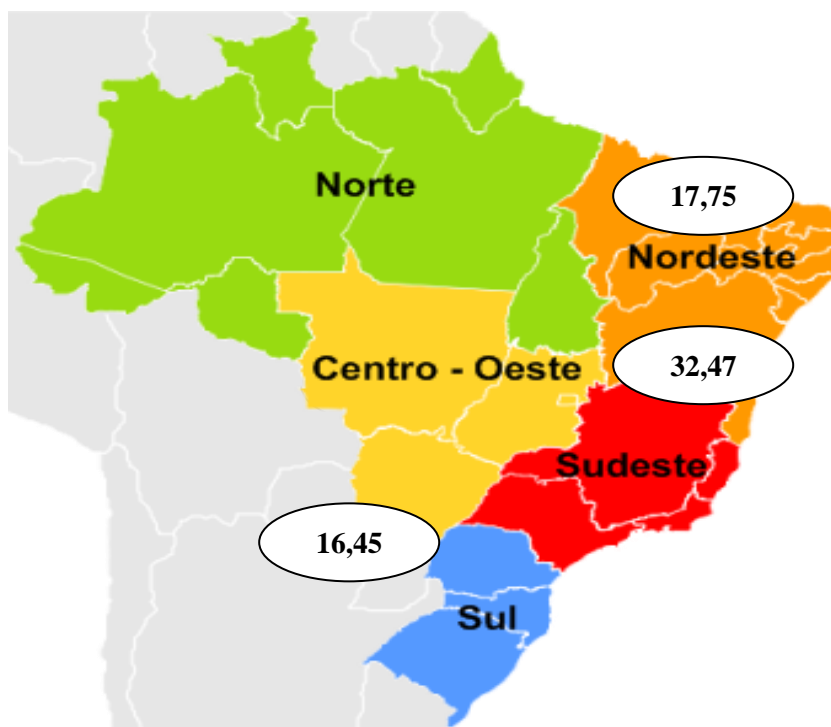 17,75
Norte
Nordeste
32,47
Centro - Oeste
Sudeste
16,45
Sul